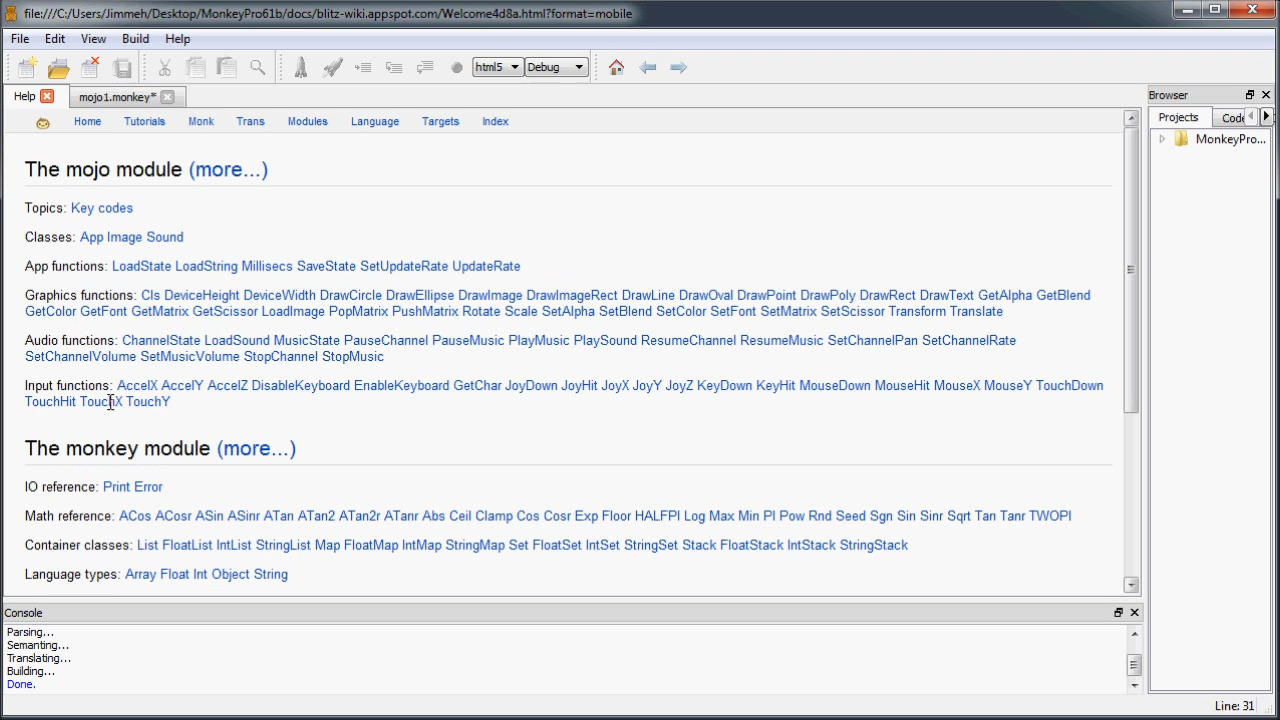 file:///C:/Users/Jimmeh/Desktop/MonkeyPro61b/docs/blitz-wiki.appspot.com/Welcome4d8a.html?format=mobile
File Edit View Build Help
html5 Debug
Help mojo1.monkey*
Home Tutorials Monk Trans Modules Language Targets Index
The mojo module (more...)
Topics: Key codes
Classes: App Image Sound
App functions: LoadState LoadString Millisecs SaveState SetUpdateRate UpdateRate
Graphics functions: Cls DeviceHeight DeviceWidth DrawCircle DrawEllipse DrawImage DrawImageRect DrawLine DrawOval DrawPoint DrawPoly DrawRect DrawText GetAlpha GetBlend
GetColor GetFont GetMatrix GetScissor LoadImage PopMatrix PushMatrix Rotate Scale SetAlpha SetBlend SetColor SetFont SetMatrix SetScissor Transform Translate
Audio functions: ChannelState LoadSound MusicState PauseChannel PauseMusic PlayMusic PlaySound ResumeChannel ResumeMusic SetChannelPan SetChannelRate
SetChannelVolume SetMusicVolume StopChannel StopMusic
Input functions: AccelX AccelY AccelZ DisableKeyboard EnableKeyboard GetChar JoyDown JoyHit JoyX JoyY JoyZ KeyDown KeyHit MouseDown MouseHit MouseX MouseY TouchDown
TouchHit TouchX TouchY
The monkey module (more...)
IO reference: Print Error
Math reference: ACos ACosr ASin ASinr ATan ATan2 ATan2r ATanr Abs Ceil Clamp Cos Cosr Exp Floor HALFPI Log Max Min PI Pow Rnd Seed Sgn Sin Sinr Sqrt Tan Tanr TWOPI
Container classes: List FloatList IntList StringList Map FloatMap IntMap StringMap Set FloatSet IntSet StringSet Stack FloatStack IntStack StringStack
Language types: Array Float Int Object String
Browser
Projects Code
MonkeyPro...
Console
Parsing...
Semanting...
Translating...
Building...
Done.
Line: 31